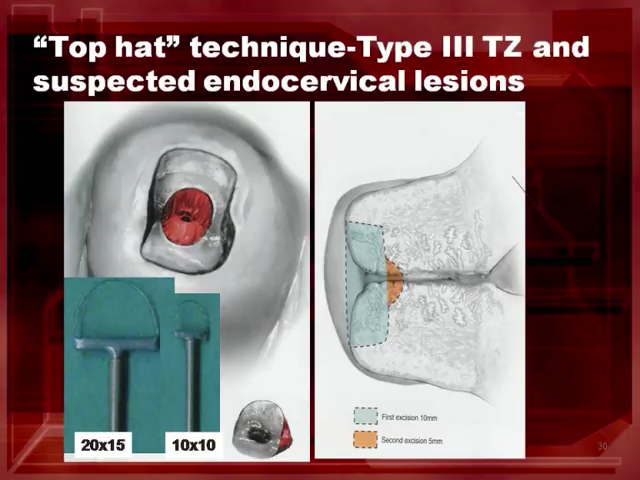 “Top hat” technique-Type III TZ and
suspected endocervical lesions
20x15
10x10
First excision 10mm
Second excision 5mm
30